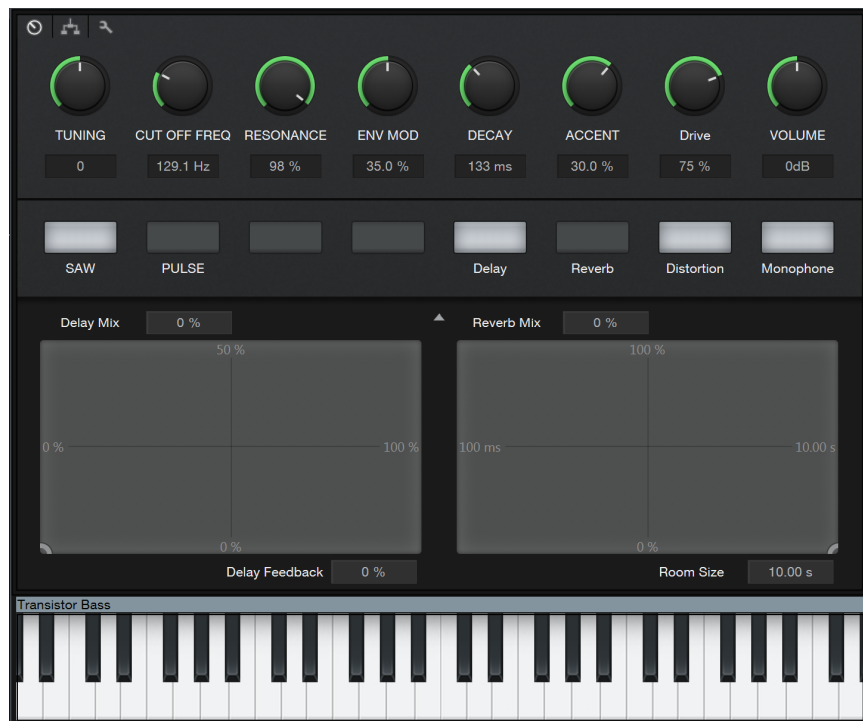 TUNING CUT OFF FREQ RESONANCE ENV MOD DECAY ACCENT Drive VOLUME
0 129.1 Hz 98 % 35.0 % 133 ms 30.0 % 75 % 0dB
SAW PULSE Delay Reverb Distortion Monophone
Delay Mix 0 % Reverb Mix 0 %
50 % 100 %
0 % 100 % 100 ms 10.00 s
0 % 0 %
Delay Feedback 0 % Room Size 10.00 s
Transistor Bass